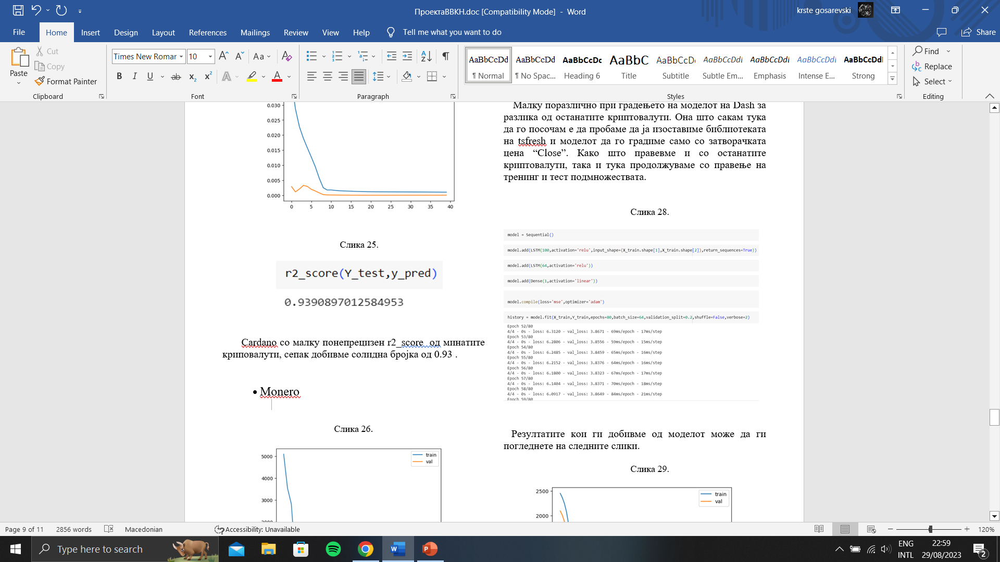 ПроектаВВКН.doc [Compatibility Mode] - Word
krste gosarevski
File
Home
Insert
Design
Layout
References
Mailings
Review
View
Help
Tell me what you want to do
Share
Paste
Cut
Copy
Format Painter
Clipboard
Times New Romar
10
Font
Paragraph
AaBbCcDd
¶ Normal
AaBbCcDd
¶ No Spac...
AaBbCcDc
Heading 6
AaBbC
Title
AaBbCcD
Subtitle
AaBbCcDd
Subtle Em...
AaBbCcDd
Emphasis
AaBbCcDd
Intense E...
AaBbCcDd
Strong
Styles
Find
Replace
Select
Editing
0.030
0.025
0.020
0.015
0.010
0.005
0.000
0 5 10 15 20 25 30 35 40
Слика 25.
r2_score(Y_test,y_pred)
0.9390897012584953
Cardano со малку понепрецизен r2_score од минатите
криповалути, сепак добивме солидна бројка од 0.93 .
• Monero
Слика 26.
5000
4000
3000
train
val
Малку поразлично при градењето на моделот на Dash за
разлика од останатите криптовалути. Она што сакам тука
да го посочам е да пробаме да ја изоставиме библиотеката
на tsfresh и моделот да го градиме само со затворачката
цена “Close”. Како што правевме и со останатите
криптовалути, така и тука продолжуваме со правење на
тренинг и тест подмножествата.
Слика 28.
model = Sequential()
model.add(LSTM(100,activation='relu',input_shape=(X_train.shape[1],X_train.shape[2]),return_sequences=True))
model.add(LSTM(64,activation='relu'))
model.add(Dense(1,activation='linear'))
model.compile(loss='mse',optimizer='adam')
history = model.fit(X_train,Y_train,epochs=80,batch_size=64,validation_split=0.2,shuffle=False,verbose=2)
Epoch 52/80
4/4 - 0s - loss: 6.3120 - val_loss: 3.8671 - 69ms/epoch - 17ms/step
Epoch 53/80
4/4 - 0s - loss: 6.2806 - val_loss: 3.8556 - 59ms/epoch - 15ms/step
Epoch 54/80
4/4 - 0s - loss: 6.2485 - val_loss: 3.8459 - 65ms/epoch - 16ms/step
Epoch 55/80
4/4 - 0s - loss: 6.2152 - val_loss: 3.8376 - 64ms/epoch - 16ms/step
Epoch 56/80
4/4 - 0s - loss: 6.1800 - val_loss: 3.8323 - 67ms/epoch - 17ms/step
Epoch 57/80
4/4 - 0s - loss: 6.1404 - val_loss: 3.8371 - 70ms/epoch - 18ms/step
Epoch 58/80
4/4 - 0s - loss: 6.0917 - val_loss: 3.8649 - 84ms/epoch - 21ms/step
Epoch 59/80
Резултатите кои ги добивме од моделот може да ги
погледнете на следните слики.
Слика 29.
2500
2000
train
val
Page 9 of 11
2856 words
Macedonian
Accessibility: Unavailable
120%
Type here to search
ENG
INTL
22:59
29/08/2023
2